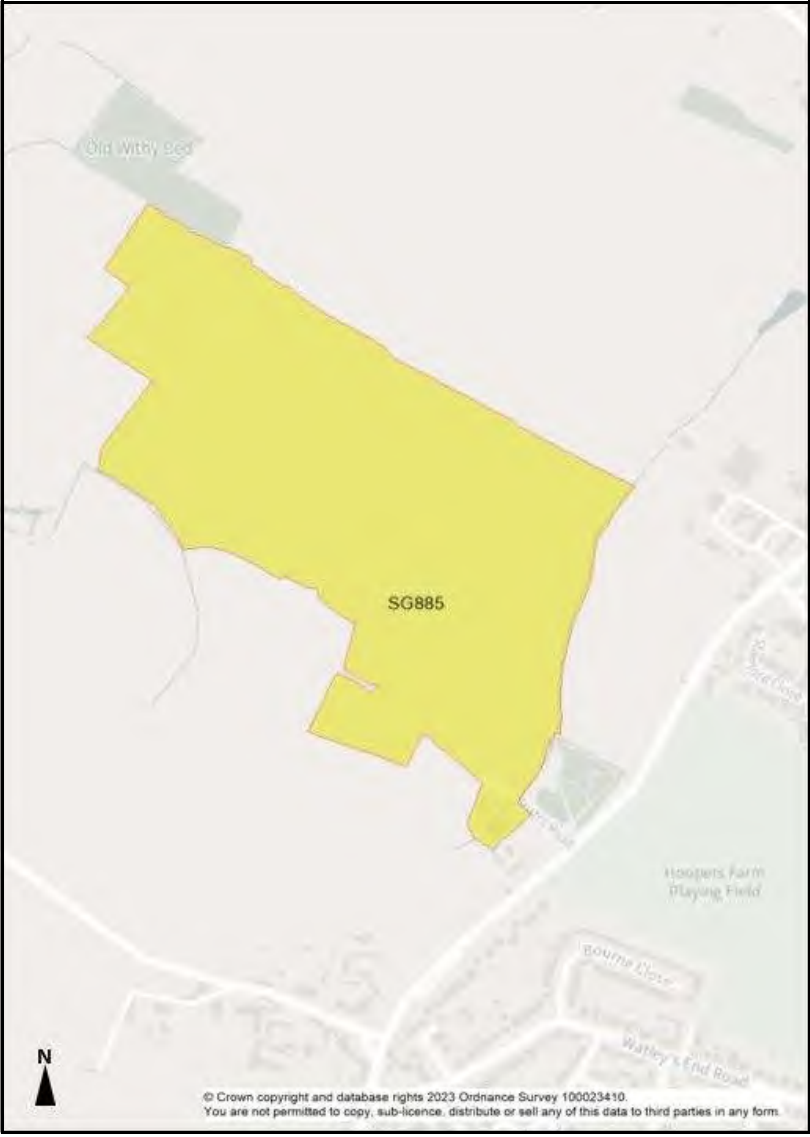 Old Withy Bed
SG885
Hoopers Farm
Playing Field
Bourne Close
Watley's End Road
N
© Crown copyright and database rights 2023 Ordnance Survey 100023410.
You are not permitted to copy, sub-licence, distribute or sell any of this data to third parties in any form.